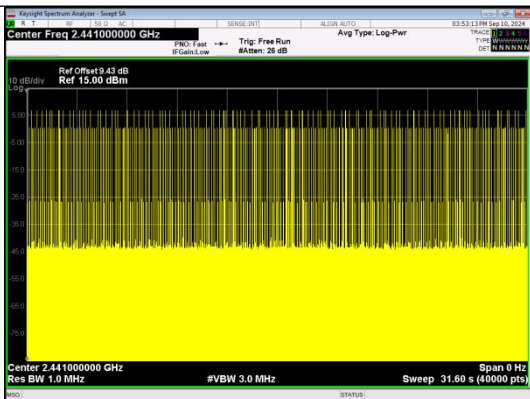 Keysight Spectrum Analyzer - Swept SA
R T RF 50 Ω AC SENSE:INT ALIGN AUTO 03:53:13 PM Sep 10, 2024
Center Freq 2.441000000 GHz
PNO: Fast
IFGain:Low
Trig: Free Run
#Atten: 26 dB
Avg Type: Log-Pwr
TRACE 1 2 3 4 5 6
TYPE
DET N N N N N N
Ref Offset 9.43 dB
10 dB/div Ref 15.00 dBm
Log
5.00
-5.00
-15.0
-25.0
-35.0
-45.0
-55.0
-65.0
-75.0
Center 2.441000000 GHz Span 0 Hz
Res BW 1.0 MHz #VBW 3.0 MHz Sweep 31.60 s (40000 pts)
MSG STATUS